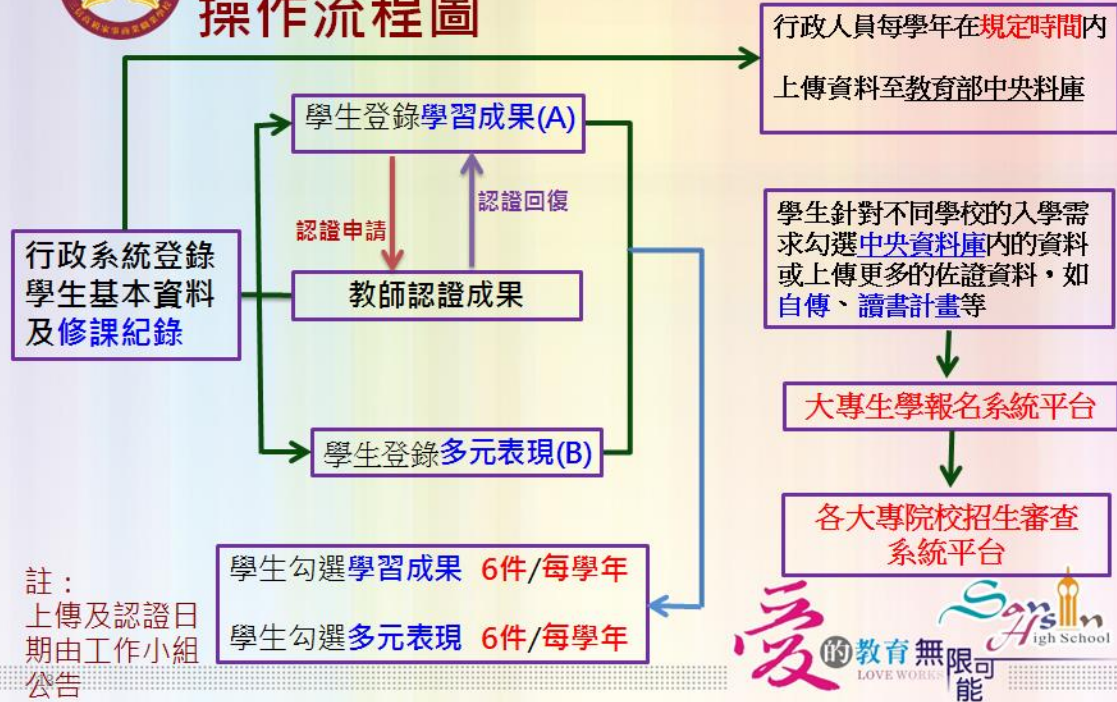 操作流程圖
行政人員每學年在規定時間內
上傳資料至教育部中央料庫
學生登錄學習成果(A)
認證回復
認證申請
行政系統登錄
學生基本資料
及修課紀錄
教師認證成果
學生登錄多元表現(B)
學生針對不同學校的入學需
求勾選中央資料庫內的資料
或上傳更多的佐證資料,如
自傳、讀書計畫等
大專生學報名系統平台
各大專院校招生審查
系統平台
學生勾選學習成果 6件/每學年
學生勾選多元表現 6件/每學年
註:
上傳及認證日
期由工作小組
公告
愛的教育無限可能
LOVE WORKS
San Hsin
High School